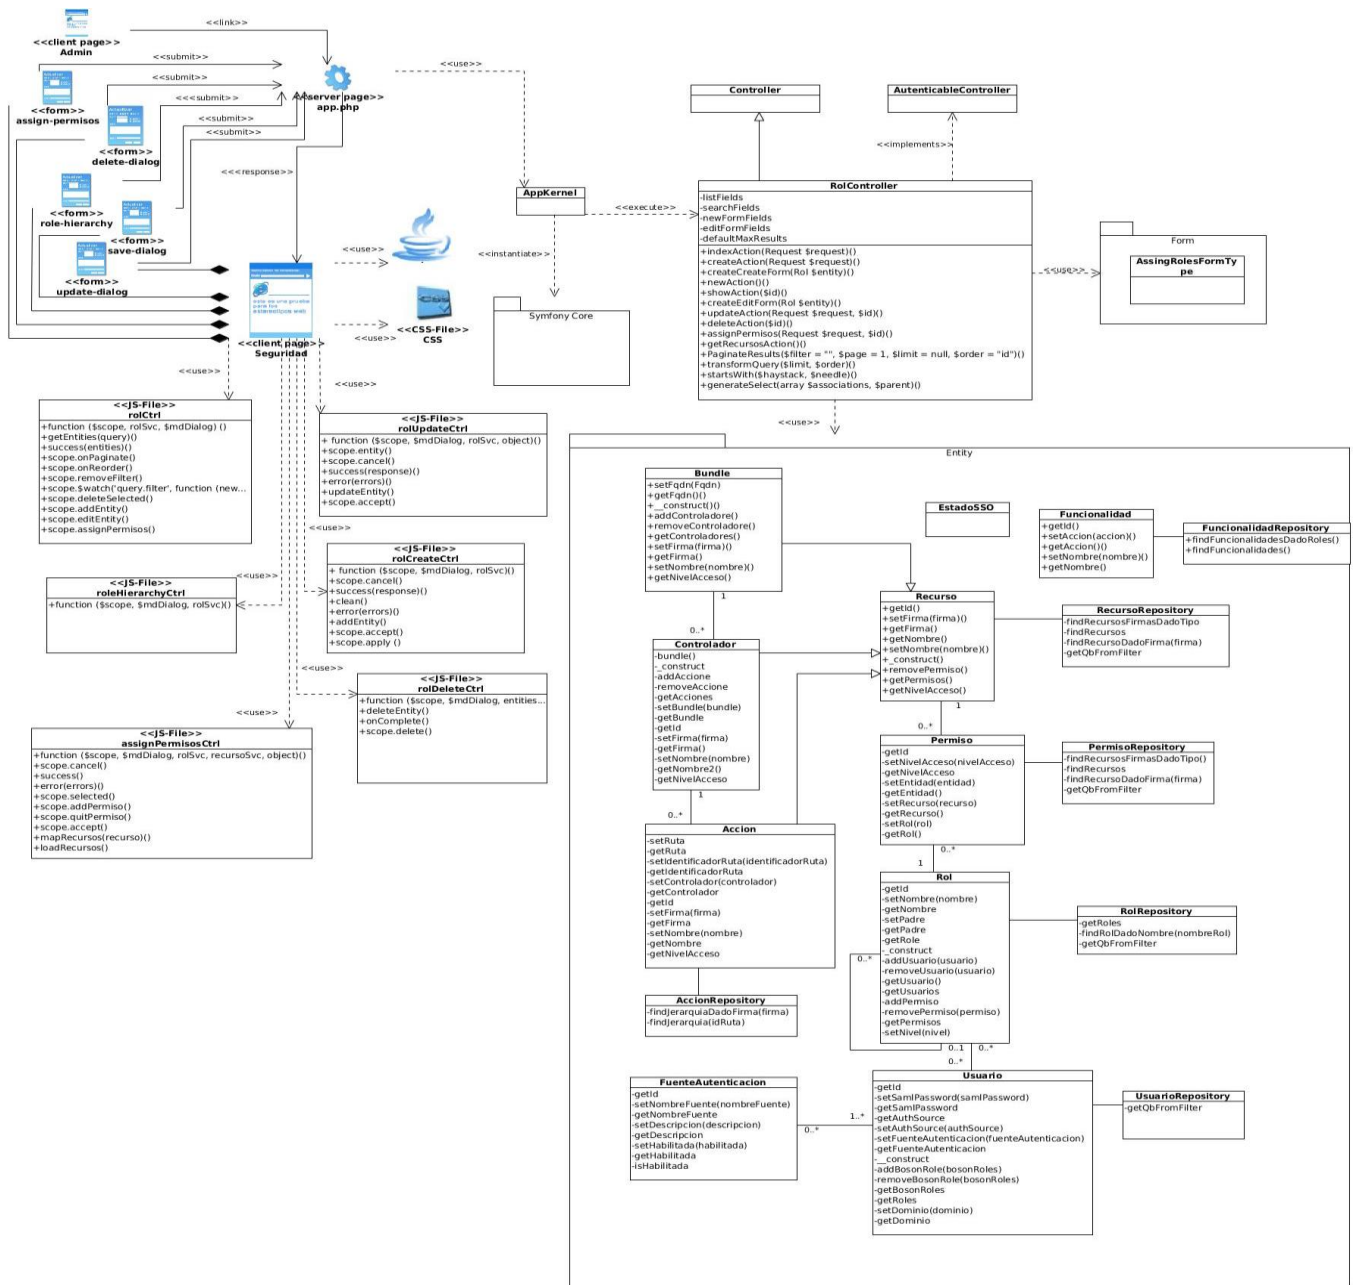 <<client page>>
Admin
<<link>>
<<submit>>
<<submit>>
<<<submit>>
<<submit>>
<<submit>>
<<form>>
assign-permisos
<<form>>
delete-dialog
<<form>>
role-hierarchy
<<form>>
save-dialog
<<form>>
update-dialog
<<server page>>
app.php
<<use>>
<<<response>>
AppKernel
<<execute>>
<<instantiate>>
Symfony Core
<<client page>>
Seguridad
<<use>>
<<use>>
<<CSS-File>>
CSS
Controller
AutenticableController
<<implements>>
RolController
-listFields
-searchFields
-newFormFields
-editFormFields
-defaultMaxResults
+indexAction(Request $request)()
+createAction(Request $request)()
+createCreateForm(Rol $entity)()
+newAction()()
+showAction($id)()
+createEditForm(Rol $entity)()
+updateAction(Request $request, $id)()
+deleteAction($id)()
+assignPermisos(Request $request, $id)()
+getRecursosAction()()
+PaginateResults($filter = "", $page = 1, $limit = null, $order = "id")()
+transformQuery($limit, $order)()
+startsWith($haystack, $needle)()
+generateSelect(array $associations, $parent)()
<<use>>
Form
AssingRolesFormTy
pe
<<use>>
<<use>>
<<JS-File>>
rolCtrl
+function ($scope, rolSvc, $mdDialog) ()
+getEntities(query)()
+success(entities)()
+scope.onPaginate()
+scope.onReorder()
+scope.removeFilter()
+scope.$watch('query.filter', function (new...
+scope.deleteSelected()
+scope.addEntity()
+scope.editEntity()
+scope.assignPermisos()
<<use>>
<<JS-File>>
rolUpdateCtrl
+ function ($scope, $mdDialog, rolSvc, object)()
+scope.entity()
+scope.cancel()
+success(response)()
+error(errors)()
+updateEntity()
+scope.accept()
<<use>>
<<JS-File>>
rolCreateCtrl
+ function ($scope, $mdDialog, rolSvc)()
+scope.cancel()
+success(response)()
+clean()
+error(errors)()
+addEntity()
+scope.accept()
+scope.apply ()
<<use>>
<<JS-File>>
roleHierarchyCtrl
+function ($scope, $mdDialog, rolSvc)()
<<use>>
<<JS-File>>
rolDeleteCtrl
+function ($scope, $mdDialog, entities...
+deleteEntity()
+onComplete()
+scope.delete()
<<use>>
<<JS-File>>
assignPermisosCtrl
+function ($scope, $mdDialog, rolSvc, recursoSvc, object)()
+scope.cancel()
+success()
+error(errors)()
+scope.selected()
+scope.addPermiso()
+scope.quitPermiso()
+scope.accept()
+mapRecursos(recurso)()
+loadRecursos()
Entity
Bundle
+setFqdn(Fqdn)
+getFqdn()()
+__construct()()
+addControladore()
+removeControladore()
+getControladores()
+setFirma(firma)()
+getFirma()
+setNombre(nombre)()
+getNivelAcceso()
1
0..*
EstadoSSO
Funcionalidad
+getId()
+setAccion(accion)()
+getAccion()()
+setNombre(nombre)()
+getNombre()
FuncionalidadRepository
+findFuncionalidadesDadoRoles()
+findFuncionalidades()
Recurso
+getId()
+setFirma(firma)()
+getFirma()
+getNombre()
+setNombre(nombre)()
+_construct()
+removePermiso()
+getPermisos()
+getNivelAcceso()
RecursoRepository
-findRecursosFirmasDadoTipo
-findRecursos
-findRecursoDadoFirma(firma)
-getQbFromFilter
Controlador
-bundle()
-_construct
-addAccione
-removeAccione
-getAcciones
-setBundle(bundle)
-getBundle
-getId
-setFirma(firma)
-getFirma()
-setNombre(nombre)
-getNombre2()
-getNivelAcceso
1
0..*
1
0..*
Permiso
-getId
-setNivelAcceso(nivelAcceso)
-getNivelAcceso
-setEntidad(entidad)
-getEntidad()
-setRecurso(recurso)
-getRecurso()
-setRol(rol)
-getRol()
PermisoRepository
-findRecursosFirmasDadoTipo()
-findRecursos
-findRecursoDadoFirma(firma)
-getQbFromFilter
0..*
1
Accion
-setRuta
-getRuta
-setIdentificadorRuta(identificadorRuta)
-getIdentificadorRuta
-setControlador(controlador)
-getControlador
-getId
-setFirma(firma)
-getFirma
-setNombre(nombre)
-getNombre
-getNivelAcceso
Rol
-getId
-setNombre(nombre)
-getNombre
-setPadre
-getPadre
-getRole
-_construct
-addUsuario(usuario)
-removeUsuario(usuario)
-getUsuario()
-getUsuarios
-addPermiso
-removePermiso(permiso)
-getPermisos
-setNivel(nivel)
0..*
0..1
0..*
0..*
RolRepository
-getRoles
-findRolDadoNombre(nombreRol)
-getQbFromFilter
AccionRepository
-findJerarquiaDadoFirma(firma)
-findJerarquia(idRuta)
FuenteAutenticacion
-getId
-setNombreFuente(nombreFuente)
-getNombreFuente
-setDescripcion(descripcion)
-getDescripcion
-setHabilitada(habilitada)
-getHabilitada
-isHabilitada
0..*
1..*
Usuario
-getId
-setSamlPassword(samlPassword)
-getSamlPassword
-getAuthSource
-setAuthSource(authSource)
-setFuenteAutenticacion(fuenteAutenticacion)
-getFuenteAutenticacion
-__construct
-addBosonRole(bosonRoles)
-removeBosonRole(bosonRoles)
-getBosonRoles
-getRoles
-setDominio(dominio)
-getDominio
UsuarioRepository
-getQbFromFilter